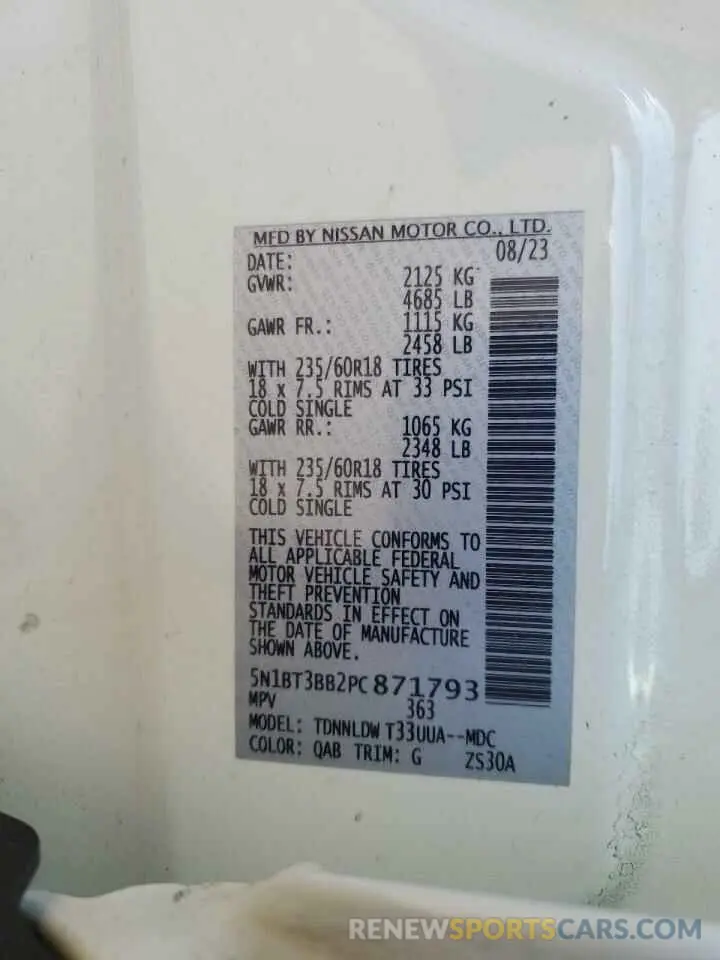 MFD BY NISSAN MOTOR CO., LTD.
DATE: 08/23
GVWR: 2125 KG
4685 LB
GAWR FR.: 1115 KG
2458 LB
WITH 235/60R18 TIRES
18 x 7.5 RIMS AT 33 PSI
COLD SINGLE
GAWR RR.: 1065 KG
2348 LB
WITH 235/60R18 TIRES
18 x 7.5 RIMS AT 30 PSI
COLD SINGLE
THIS VEHICLE CONFORMS TO
ALL APPLICABLE FEDERAL
MOTOR VEHICLE SAFETY AND
THEFT PREVENTION
STANDARDS IN EFFECT ON
THE DATE OF MANUFACTURE
SHOWN ABOVE.
5N1BT3BB2PC871793
MPV 363
MODEL: TDNNLDW T33UUA--MDC
COLOR: QAB TRIM: G ZS30A
RENEWSPORTSCARS.COM